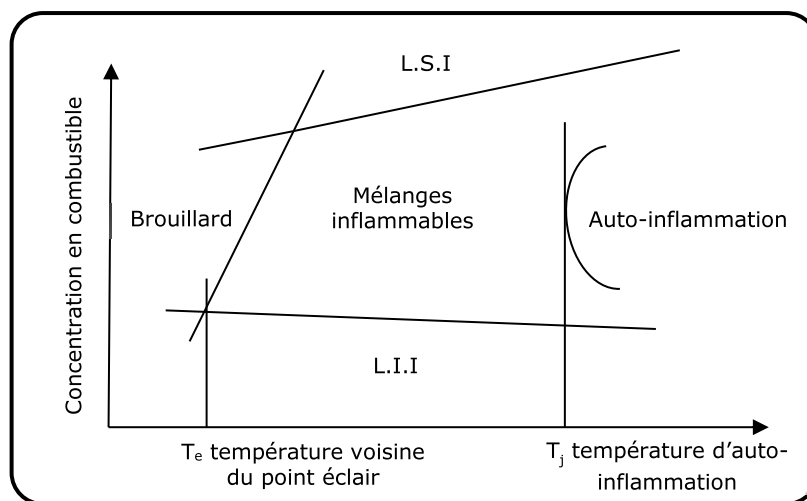 L.S.I
Concentration en combustible
Mélanges
inflammables
Brouillard
Auto-inflammation
L.I.I
Te température voisine
du point éclair
Tj température d'auto-
inflammation